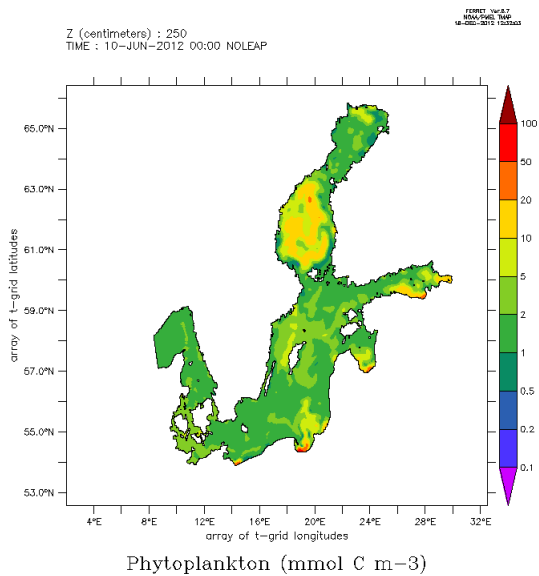 FERRET Ver.6.7
NOAA/PMEL TMAP
Z (centimeters) : 250
TIME : 10-JUN-2012 00:00 NOLEAP
65.0°N
63.0°N
61.0°N
59.0°N
57.0°N
55.0°N
53.0°N
array of t-grid latitudes
4°E 8°E 12°E 16°E 20°E 24°E 28°E 32°E
array of t-grid longitudes
100
50
20
10
5
2
1
0.5
0.2
0.1
Phytoplankton (mmol C m-3)